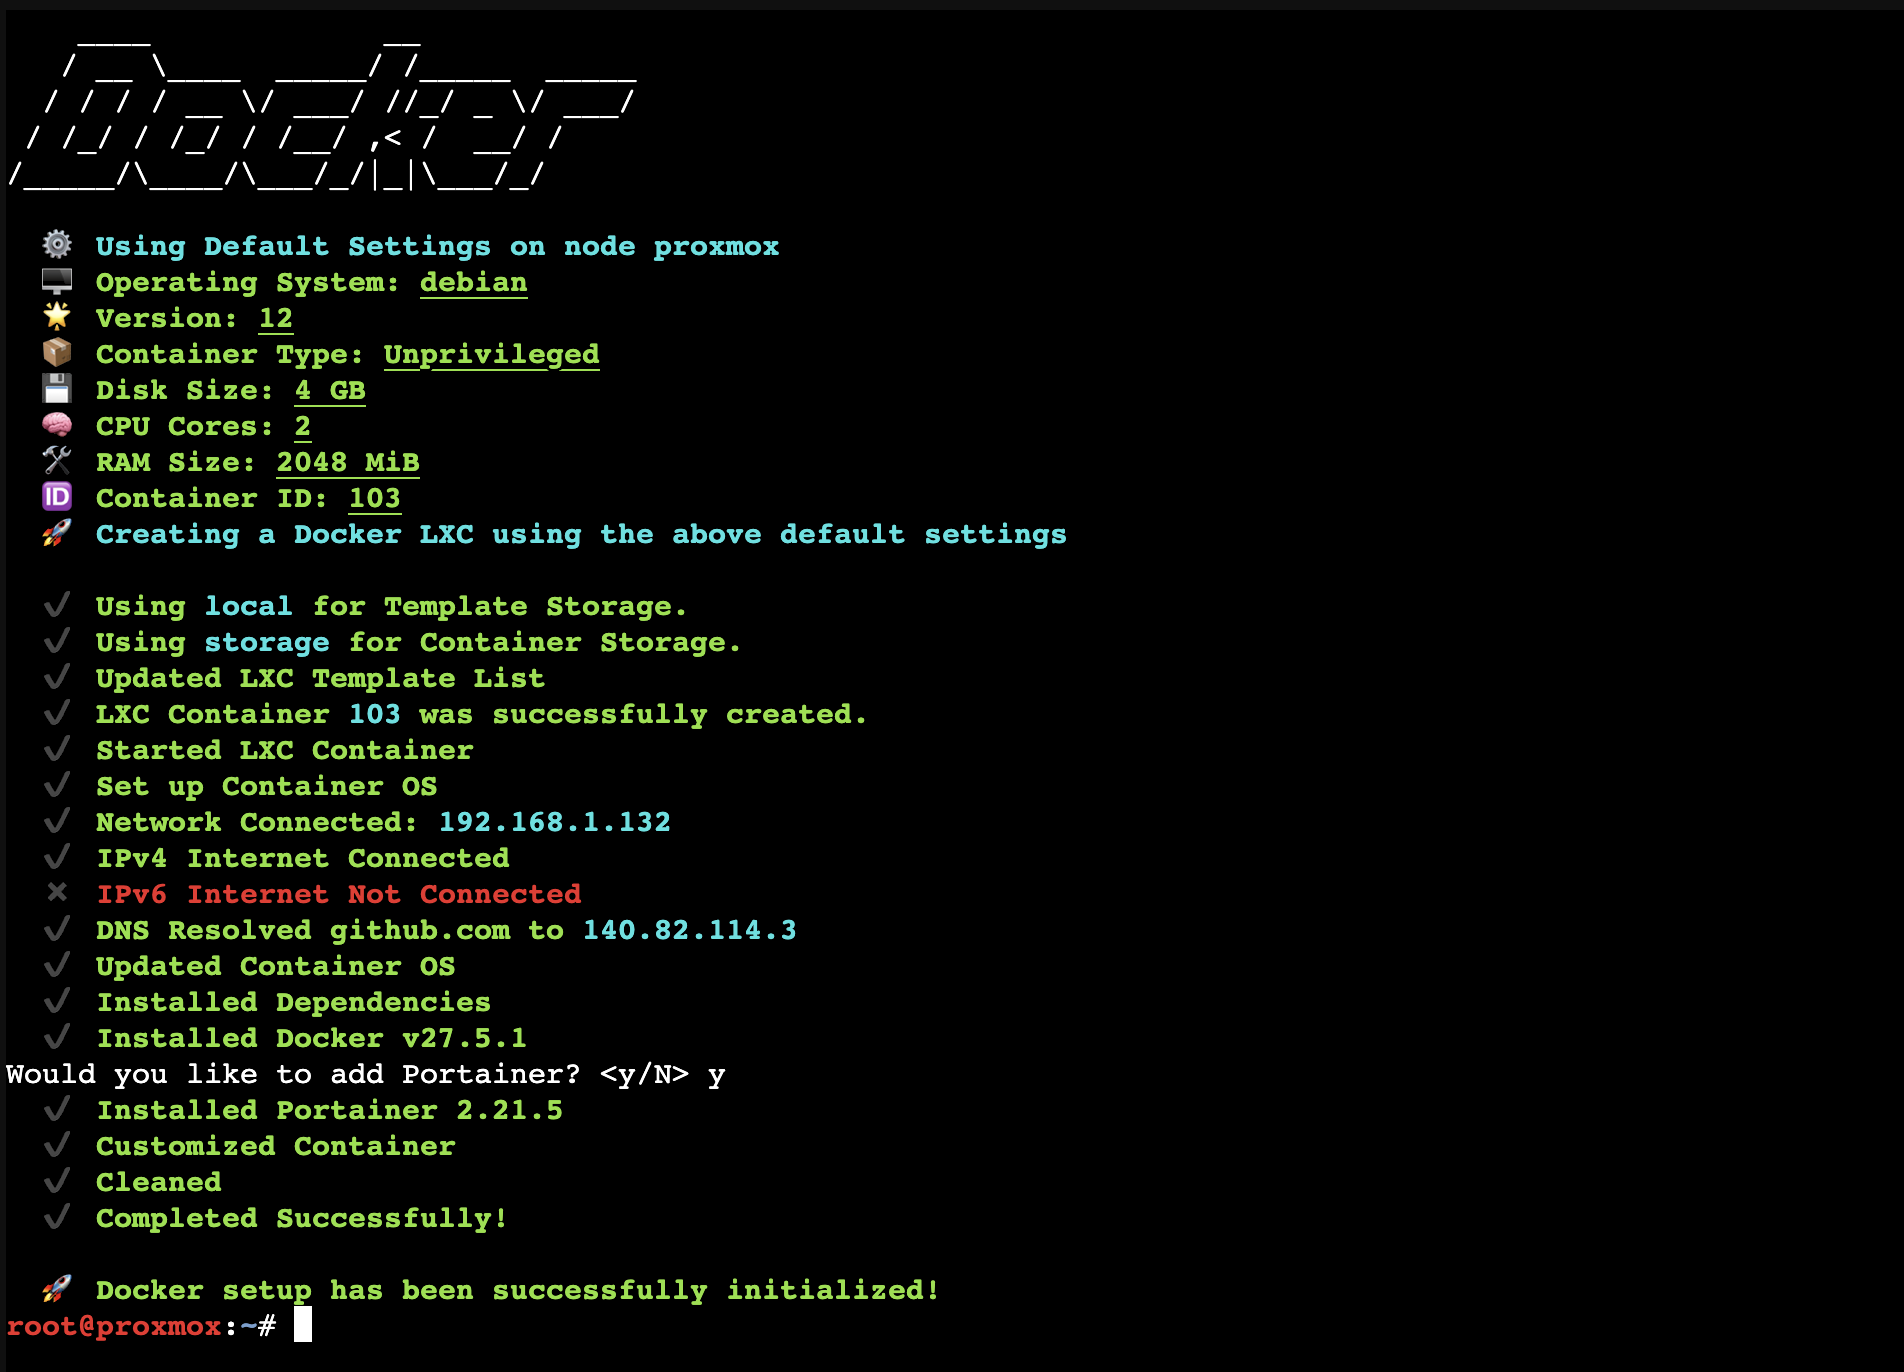 Docker
⚙️ Using Default Settings on node proxmox
🖥️ Operating System: debian
🌟 Version: 12
📦 Container Type: Unprivileged
💾 Disk Size: 4 GB
🧠 CPU Cores: 2
🛠️ RAM Size: 2048 MiB
🆔 Container ID: 103
🚀 Creating a Docker LXC using the above default settings
✔️ Using local for Template Storage.
✔️ Using storage for Container Storage.
✔️ Updated LXC Template List
✔️ LXC Container 103 was successfully created.
✔️ Started LXC Container
✔️ Set up Container OS
✔️ Network Connected: 192.168.1.132
✔️ IPv4 Internet Connected
✖️ IPv6 Internet Not Connected
✔️ DNS Resolved github.com to 140.82.114.3
✔️ Updated Container OS
✔️ Installed Dependencies
✔️ Installed Docker v27.5.1
Would you like to add Portainer? <y/N> y
✔️ Installed Portainer 2.21.5
✔️ Customized Container
✔️ Cleaned
✔️ Completed Successfully!
🚀 Docker setup has been successfully initialized!
root@proxmox:~#